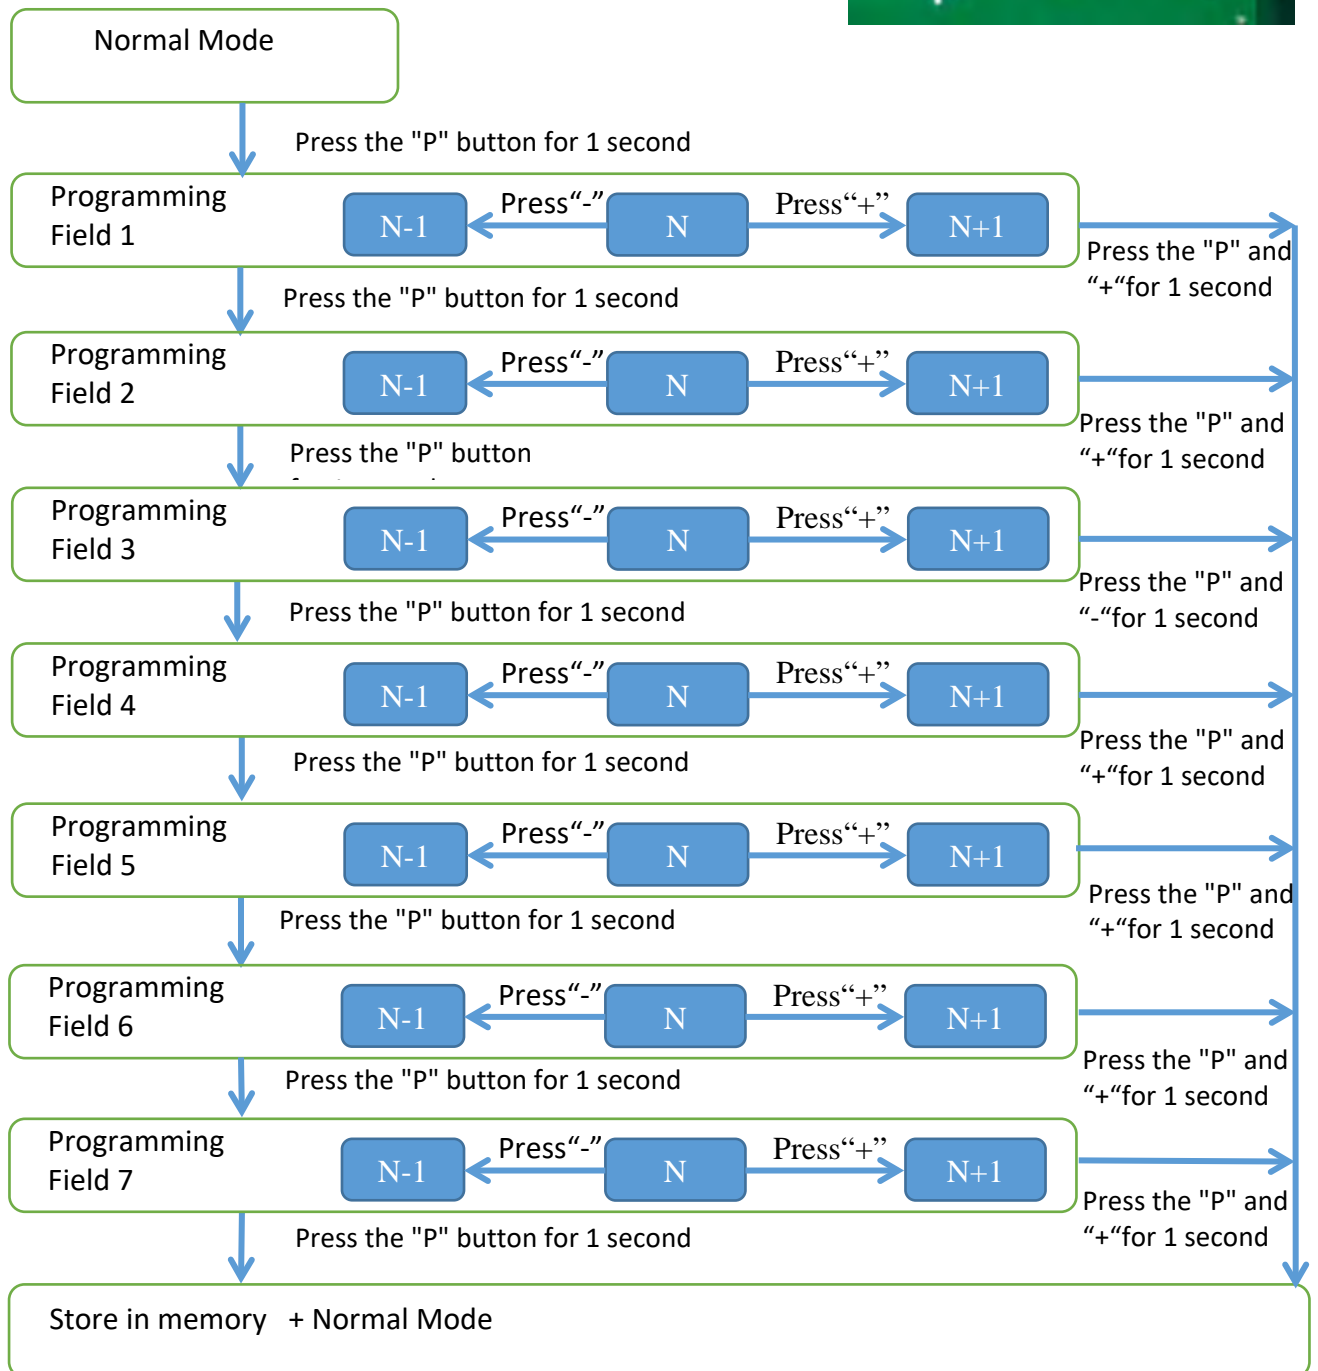 Normal Mode
Press the "P" button for 1 second
Programming
Field 1
N-1
Press“-”
N
Press“+”
N+1
Press the "P" and
“+“for 1 second
Press the "P" button for 1 second
Programming
Field 2
N-1
Press“-”
N
Press“+”
N+1
Press the "P" and
“+“for 1 second
Press the "P" button
Programming
Field 3
N-1
Press“-”
N
Press“+”
N+1
Press the "P" and
“-“for 1 second
Press the "P" button for 1 second
Programming
Field 4
N-1
Press“-”
N
Press“+”
N+1
Press the "P" and
“+“for 1 second
Press the "P" button for 1 second
Programming
Field 5
N-1
Press“-”
N
Press“+”
N+1
Press the "P" and
“+“for 1 second
Press the "P" button for 1 second
Programming
Field 6
N-1
Press“-”
N
Press“+”
N+1
Press the "P" and
“+“for 1 second
Press the "P" button for 1 second
Programming
Field 7
N-1
Press“-”
N
Press“+”
N+1
Press the "P" and
“+“for 1 second
Press the "P" button for 1 second
Store in memory + Normal Mode